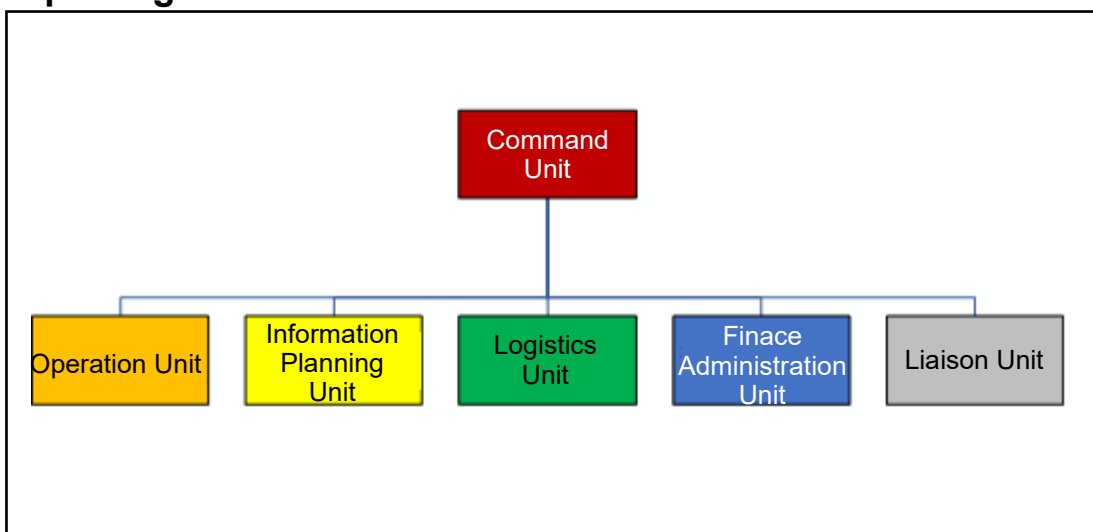 Command
Unit
Operation Unit
Information
Planning
Unit
Logistics
Unit
Finace
Administration
Unit
Liaison Unit